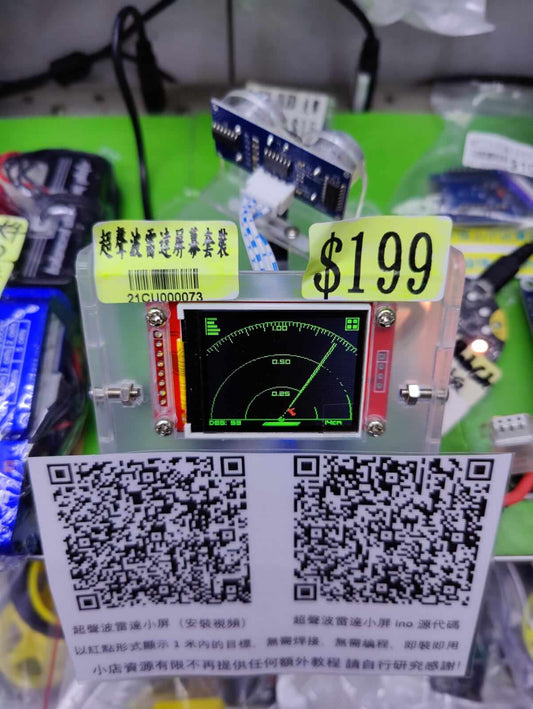 超聲波雷達屏幕套裝
21CU000073
$199
1.00
0.50
0.25
DEG: 59
14cm
超聲波雷達小屏（安裝視頻）
超聲波雷達小屏 ino 源代碼
以紅點形式顯示 1 米內的目標，無需焊接、無需編程，即裝即用
小店資源有限不再提供任何額外教程 請自行研究感謝!